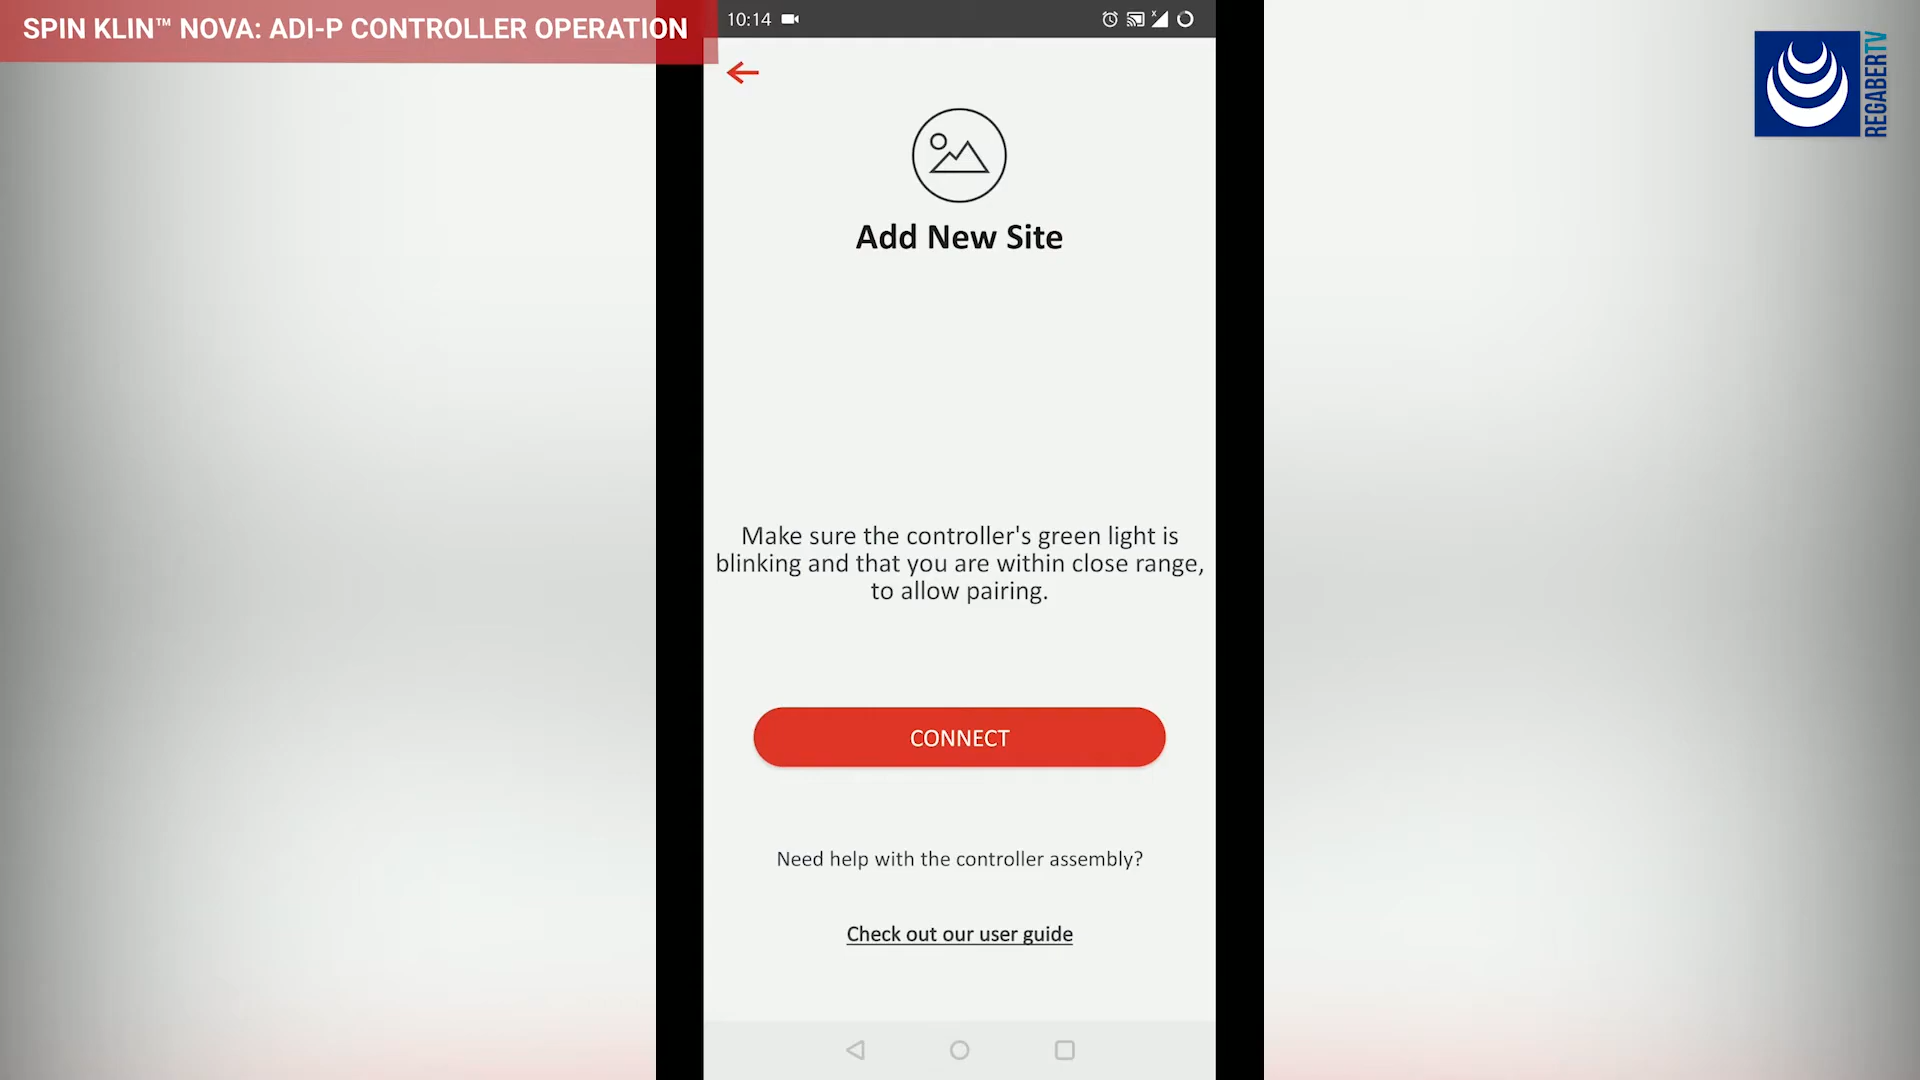 SPIN KLIN™ NOVA: ADI-P CONTROLLER OPERATION
10:14
REGABERTV
Add New Site
Make sure the controller's green light is
blinking and that you are within close range,
to allow pairing.
CONNECT
Need help with the controller assembly?
Check out our user guide